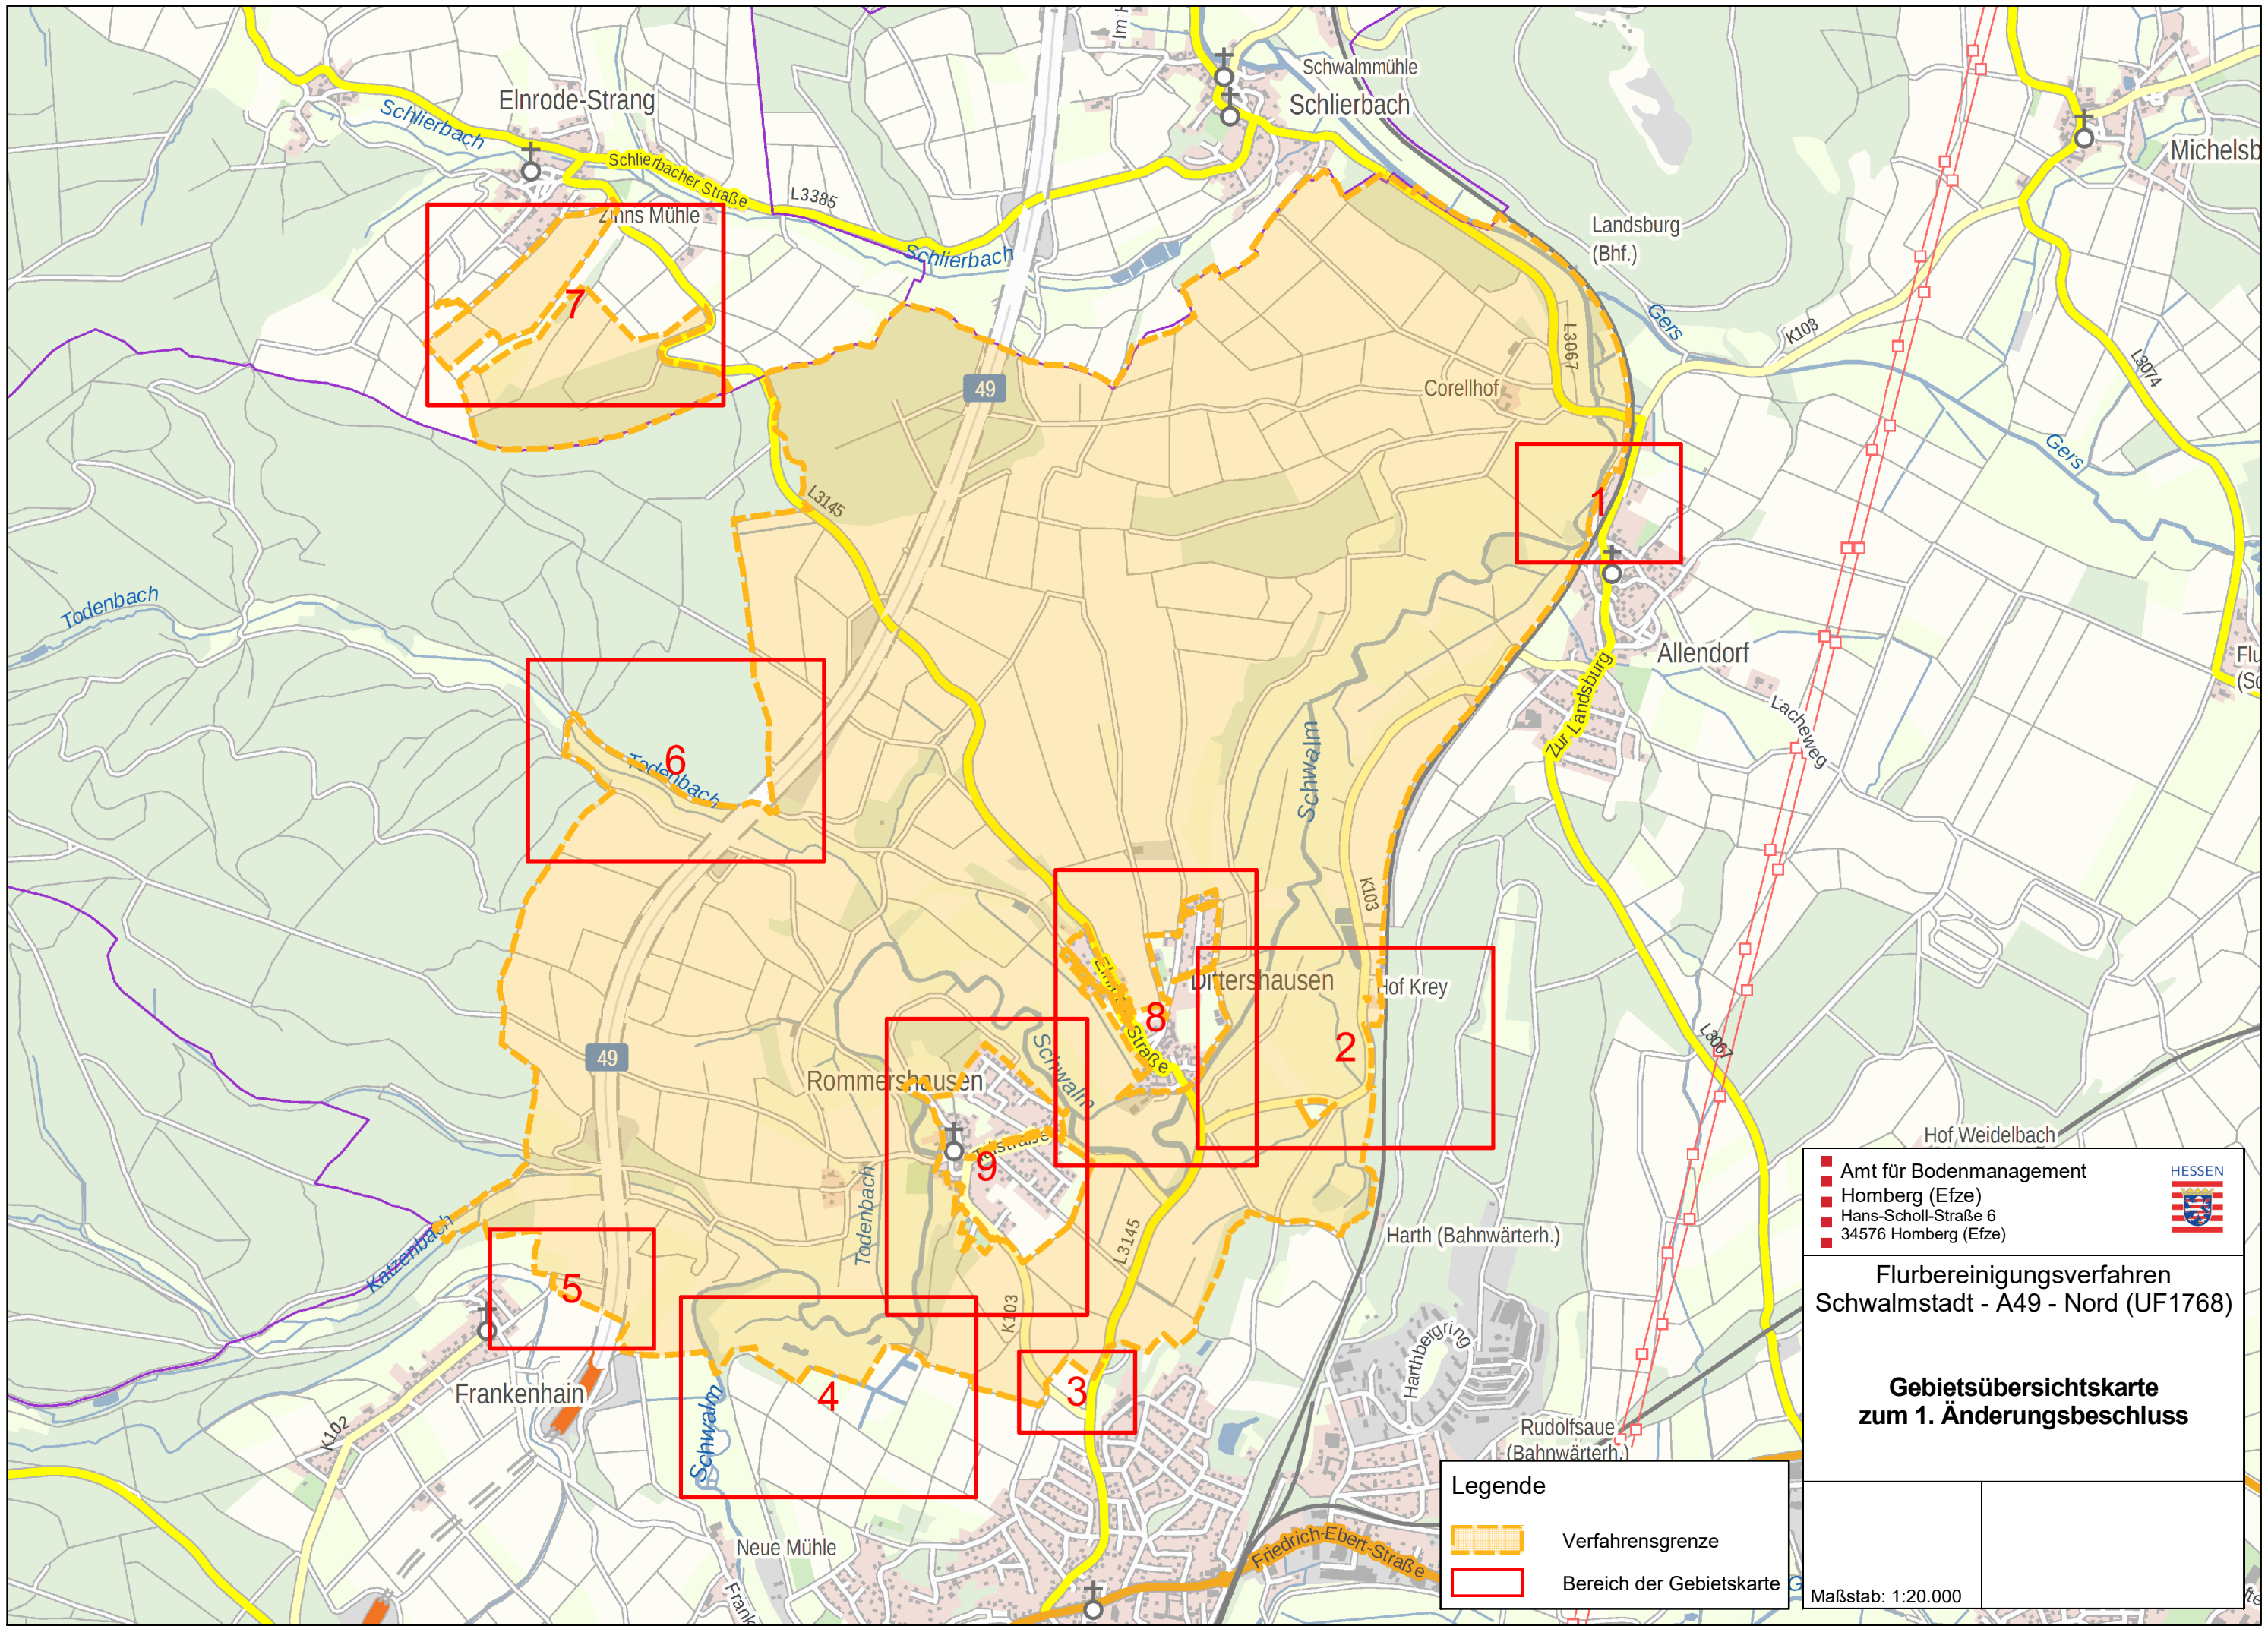 Im
Schwalmmühle
Elnrode-Strang
Schlierbach
Schlierbach
Michelsb
Schlierbacher Straße
L3385
Zinns Mühle
Landsburg
(Bhf.)
Schlierbach
Gers
K103
7
L3067
L3074
49
Corellhof
Gers
1
L3145
Todenbach
Allendorf
Flu
(Sc
Zur Landsburg
Lacheweg
Schwalm
6
Todenbach
K103
Dittershausen
Hof Krey
8
Straße
2
L3067
49
Schwalm
Rommershausen
Hof Weidelbach
9
Todenbach
Katzenbach
L3145
Harth (Bahnwärterh.)
5
K103
Harthbergring
4
3
Frankenhain
Schwalm
K102
Rudolfsaue
(Bahnwärterh.)
Neue Mühle
Frank
Friedrich-Ebert-Straße
Amt für Bodenmanagement
Homberg (Efze)
Hans-Scholl-Straße 6
34576 Homberg (Efze)
HESSEN
Flurbereinigungsverfahren
Schwalmstadt - A49 - Nord (UF1768)
Gebietsübersichtskarte
zum 1. Änderungsbeschluss
Maßstab: 1:20.000
Legende
Verfahrensgrenze
Bereich der Gebietskarte